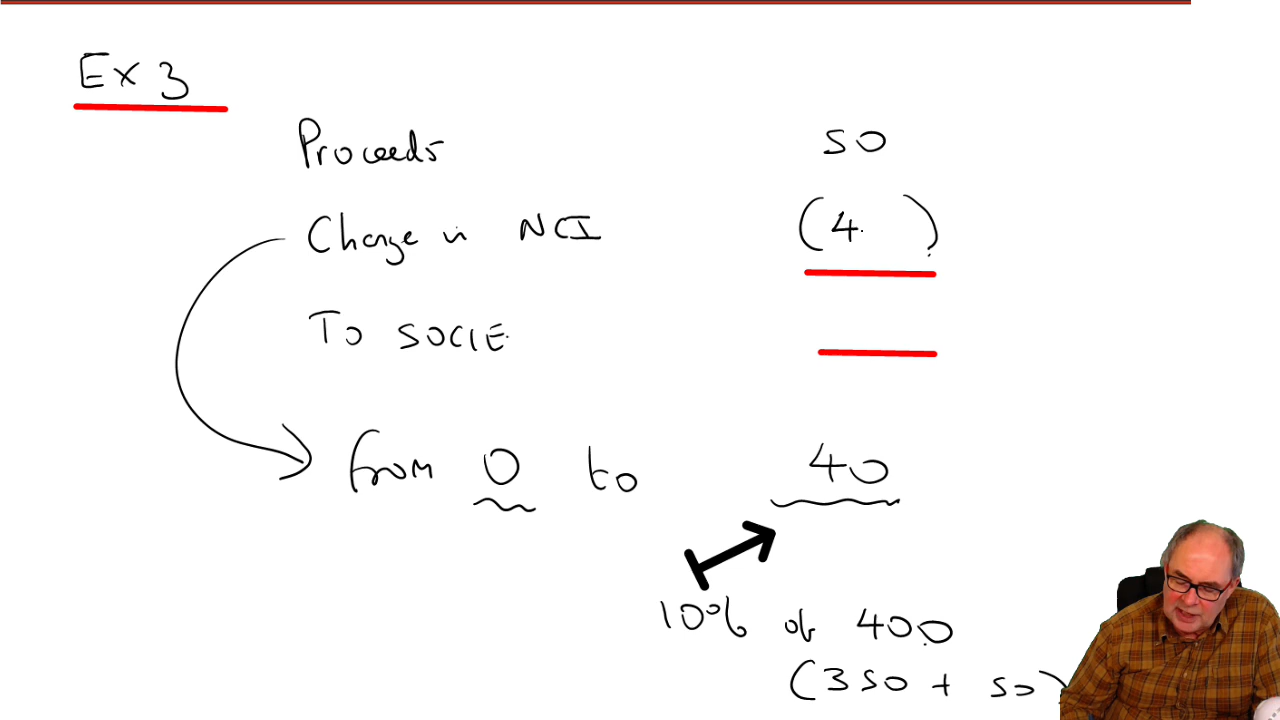 Ex 3
Proceeds 50
Change in NCI (4 )
To SOCIE
from 0 to 40
10% of 400
(350 + 50)